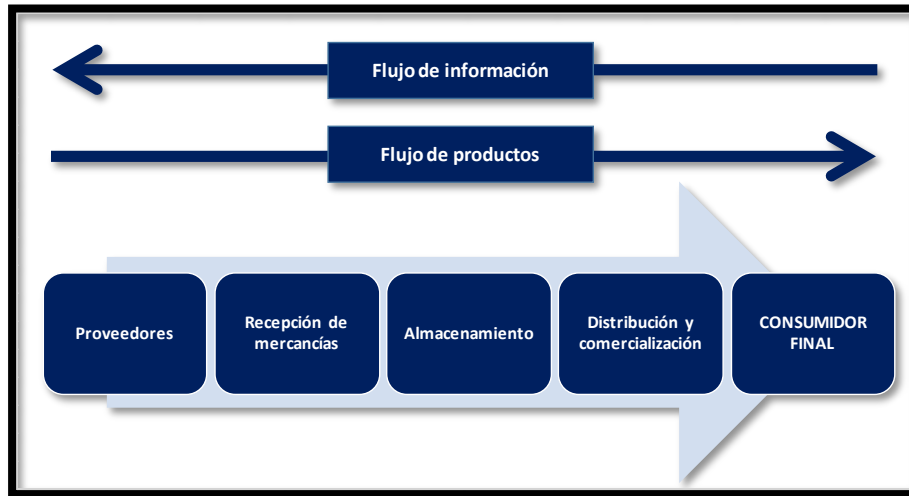 Flujo de información
Flujo de productos
Proveedores
Recepción de
mercancías
Almacenamiento
Distribución y
comercialización
CONSUMIDOR
FINAL